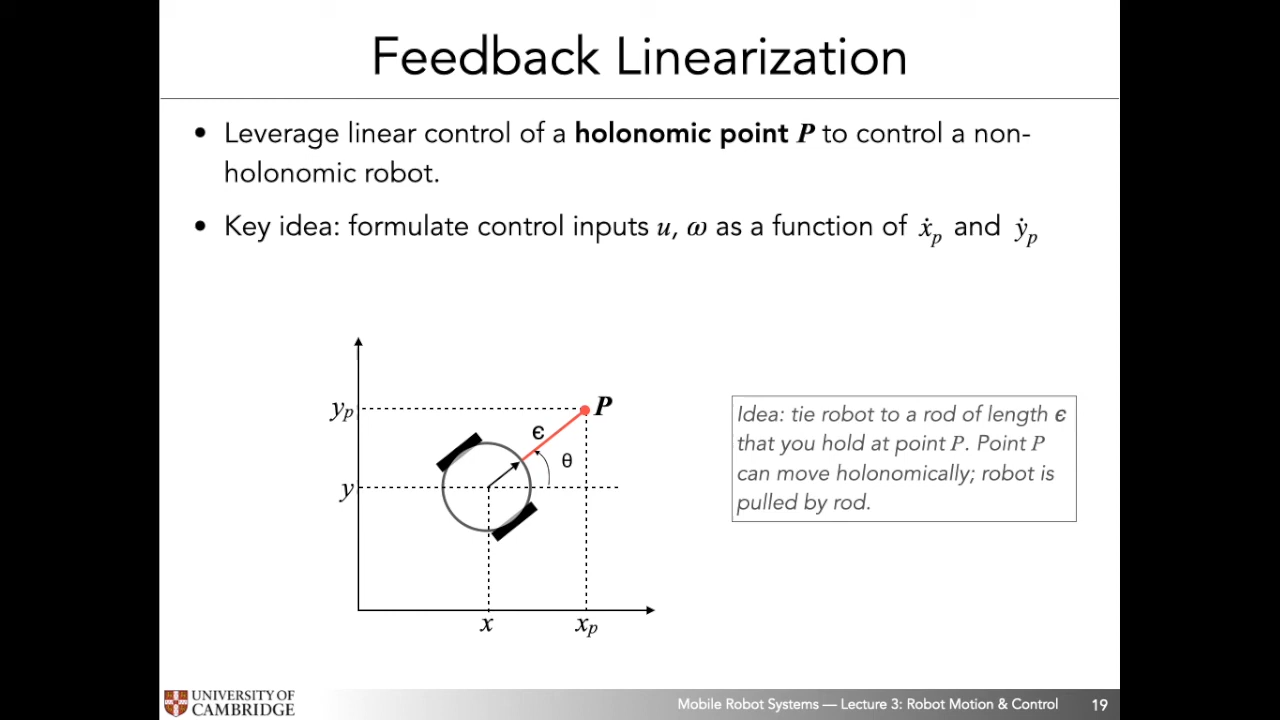 Feedback Linearization
• Leverage linear control of a holonomic point P to control a non-
holonomic robot.
• Key idea: formulate control inputs u, ω as a function of ẋp and ẏp
yp
P
ϵ
θ
y
x
xp
Idea: tie robot to a rod of length ϵ
that you hold at point P. Point P
can move holonomically; robot is
pulled by rod.
UNIVERSITY OF
CAMBRIDGE
Mobile Robot Systems — Lecture 3: Robot Motion & Control
19